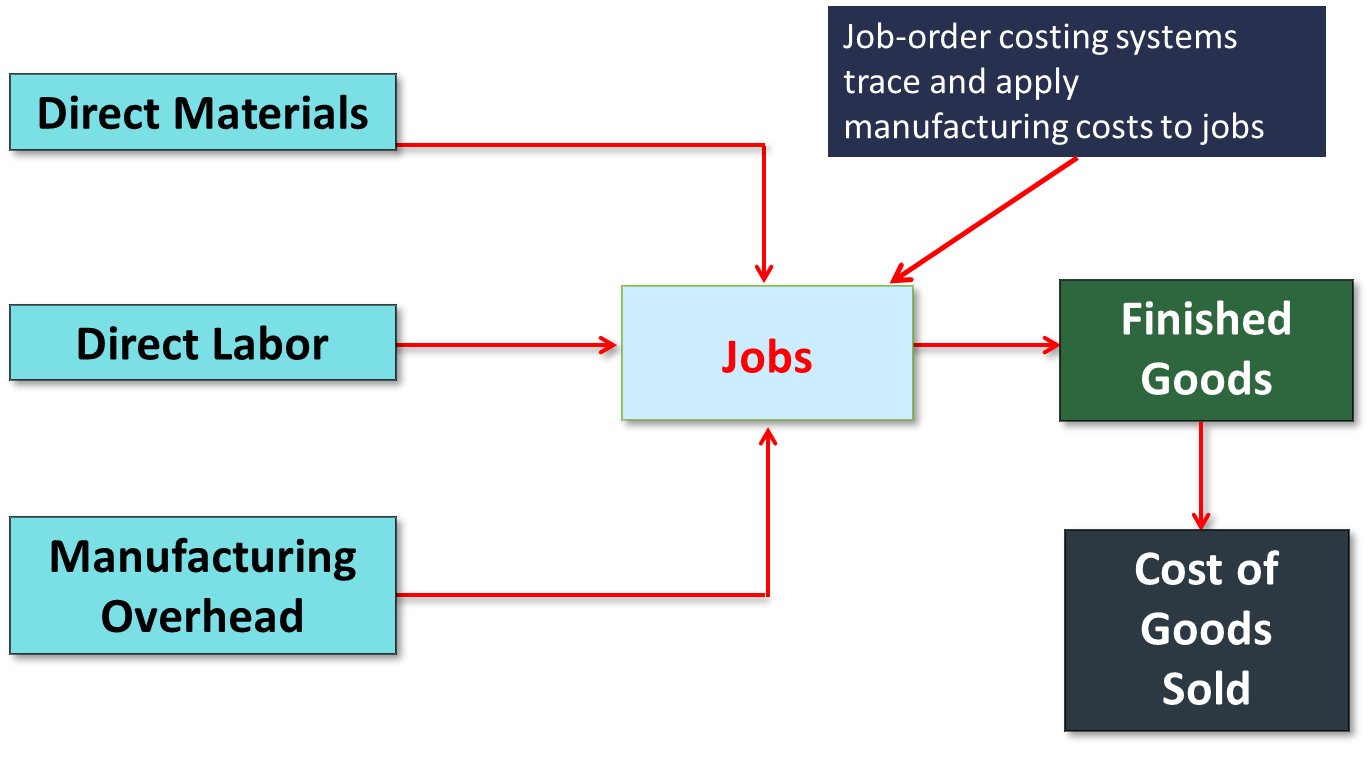 Job-order costing systems
trace and apply
manufacturing costs to jobs
Direct Materials
Direct Labor
Manufacturing
Overhead
Jobs
Finished
Goods
Cost of
Goods
Sold